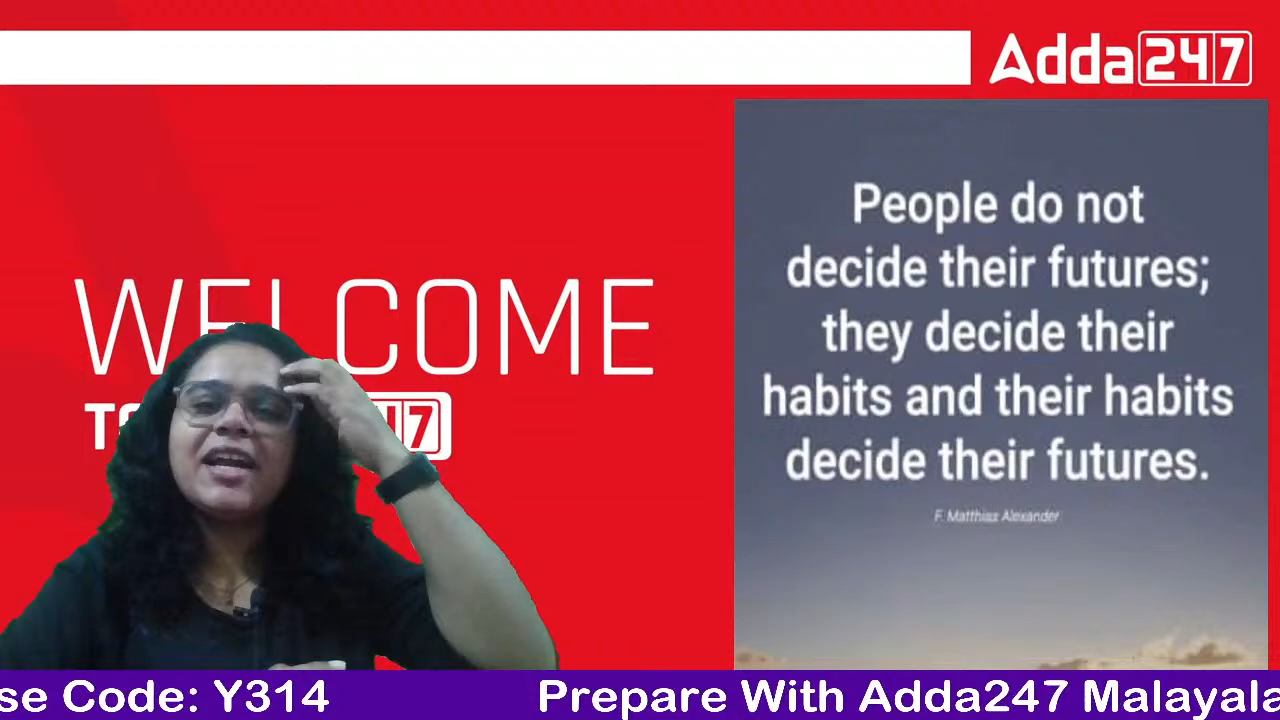 Adda247
WELCOME
People do not
decide their futures;
they decide their
habits and their habits
decide their futures.
F. Matthias Alexander
se Code: Y314
Prepare With Adda247 Malayala